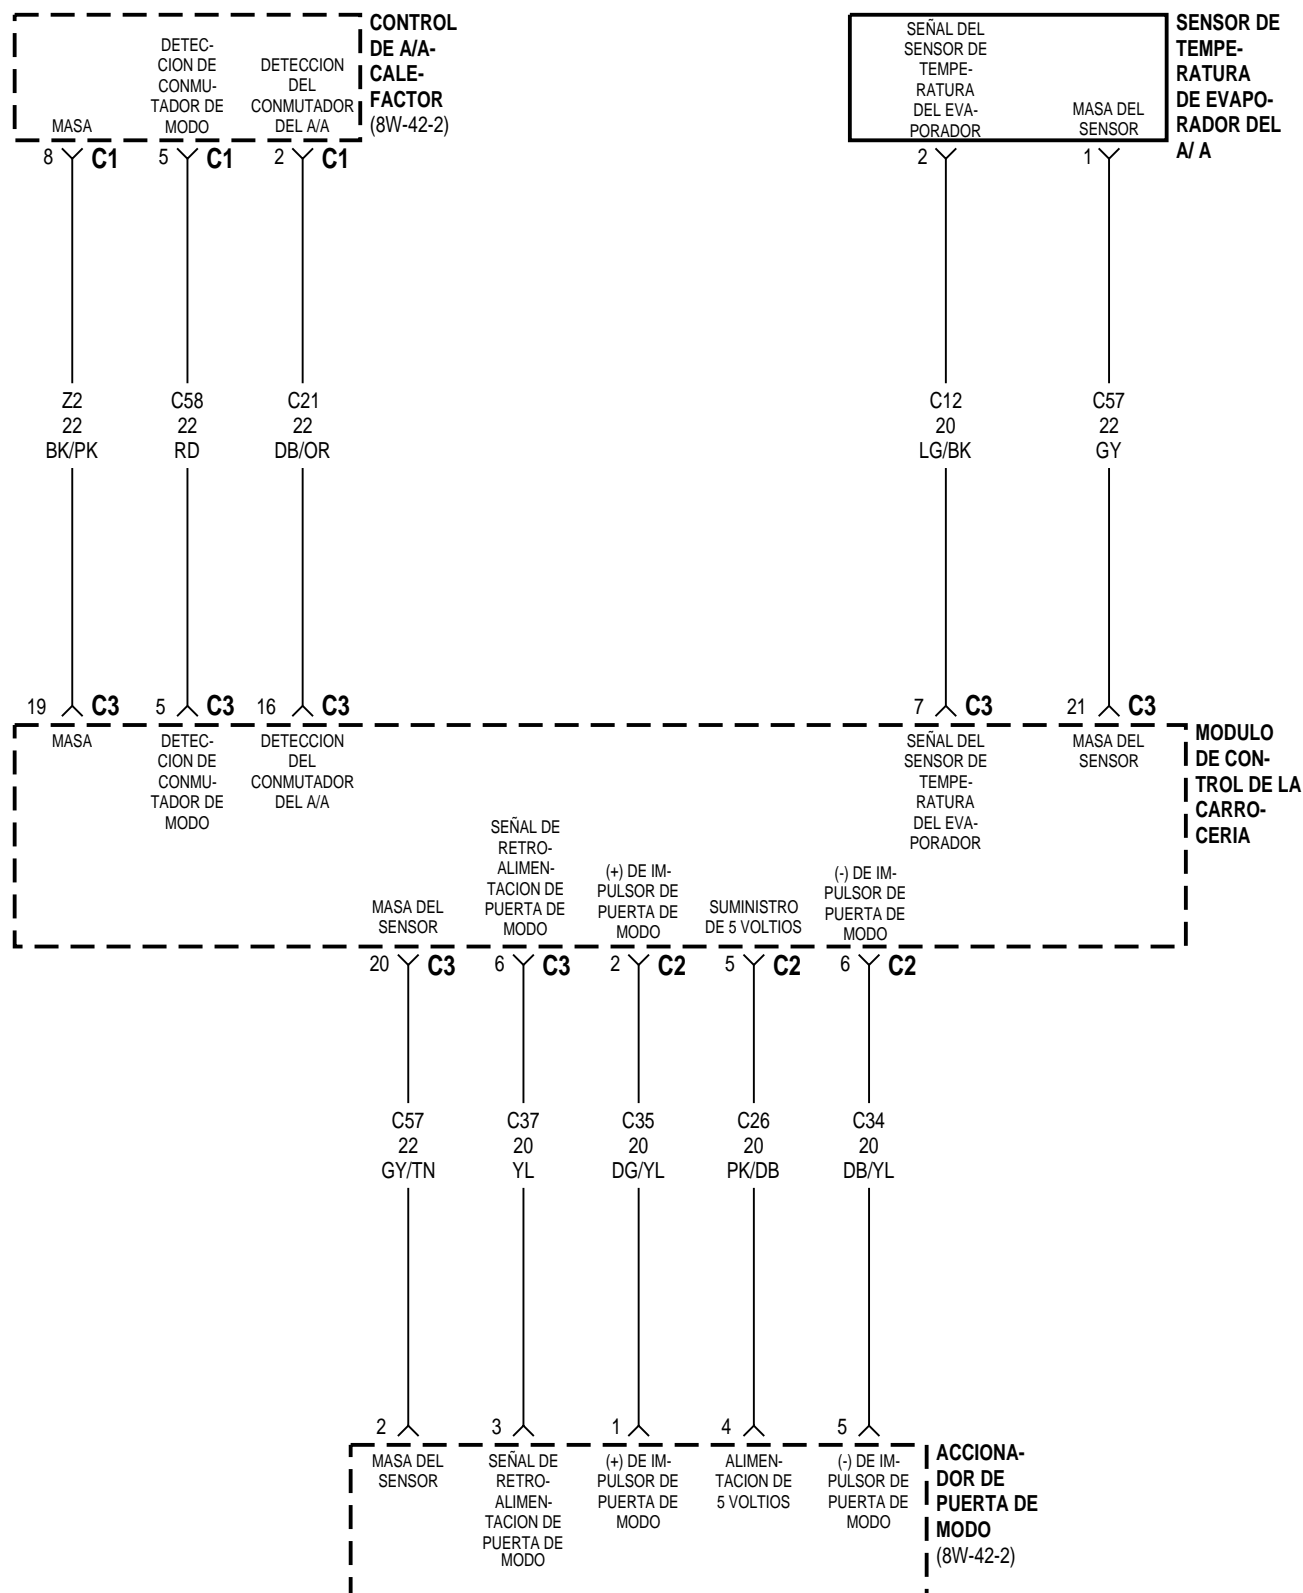 CONTROL
DE A/A-
CALE-
FACTOR
(8W-42-2)
MASA
DETEC-
CION DE
CONMU-
TADOR DE
MODO
DETECCION
DEL
CONMUTADOR
DEL A/A
8 C1
5 C1
2 C1
SEÑAL DEL
SENSOR DE
TEMPE-
RATURA
DEL EVA-
PORADOR
MASA DEL
SENSOR
SENSOR DE
TEMPE-
RATURA
DE EVAPO-
RADOR DEL
A/ A
2
1
Z2
22
BK/PK
C58
22
RD
C21
22
DB/OR
C12
20
LG/BK
C57
22
GY
19 C3
5 C3
16 C3
7 C3
21 C3
MASA
DETEC-
CION DE
CONMU-
TADOR DE
MODO
DETECCION
DEL
CONMUTADOR
DEL A/A
SEÑAL DEL
SENSOR DE
TEMPE-
RATURA
DEL EVA-
PORADOR
MASA DEL
SENSOR
MODULO
DE CON-
TROL DE LA
CARRO-
CERIA
MASA DEL
SENSOR
SEÑAL DE
RETRO-
ALIMEN-
TACION DE
PUERTA DE
MODO
(+) DE IM-
PULSOR DE
PUERTA DE
MODO
SUMINISTRO
DE 5 VOLTIOS
(-) DE IM-
PULSOR DE
PUERTA DE
MODO
20 C3
6 C3
2 C2
5 C2
6 C2
C57
22
GY/TN
C37
20
YL
C35
20
DG/YL
C26
20
PK/DB
C34
20
DB/YL
2
3
1
4
5
MASA DEL
SENSOR
SEÑAL DE
RETRO-
ALIMEN-
TACION DE
PUERTA DE
MODO
(+) DE IM-
PULSOR DE
PUERTA DE
MODO
ALIMEN-
TACION DE
5 VOLTIOS
(-) DE IM-
PULSOR DE
PUERTA DE
MODO
ACCIONA-
DOR DE
PUERTA DE
MODO
(8W-42-2)